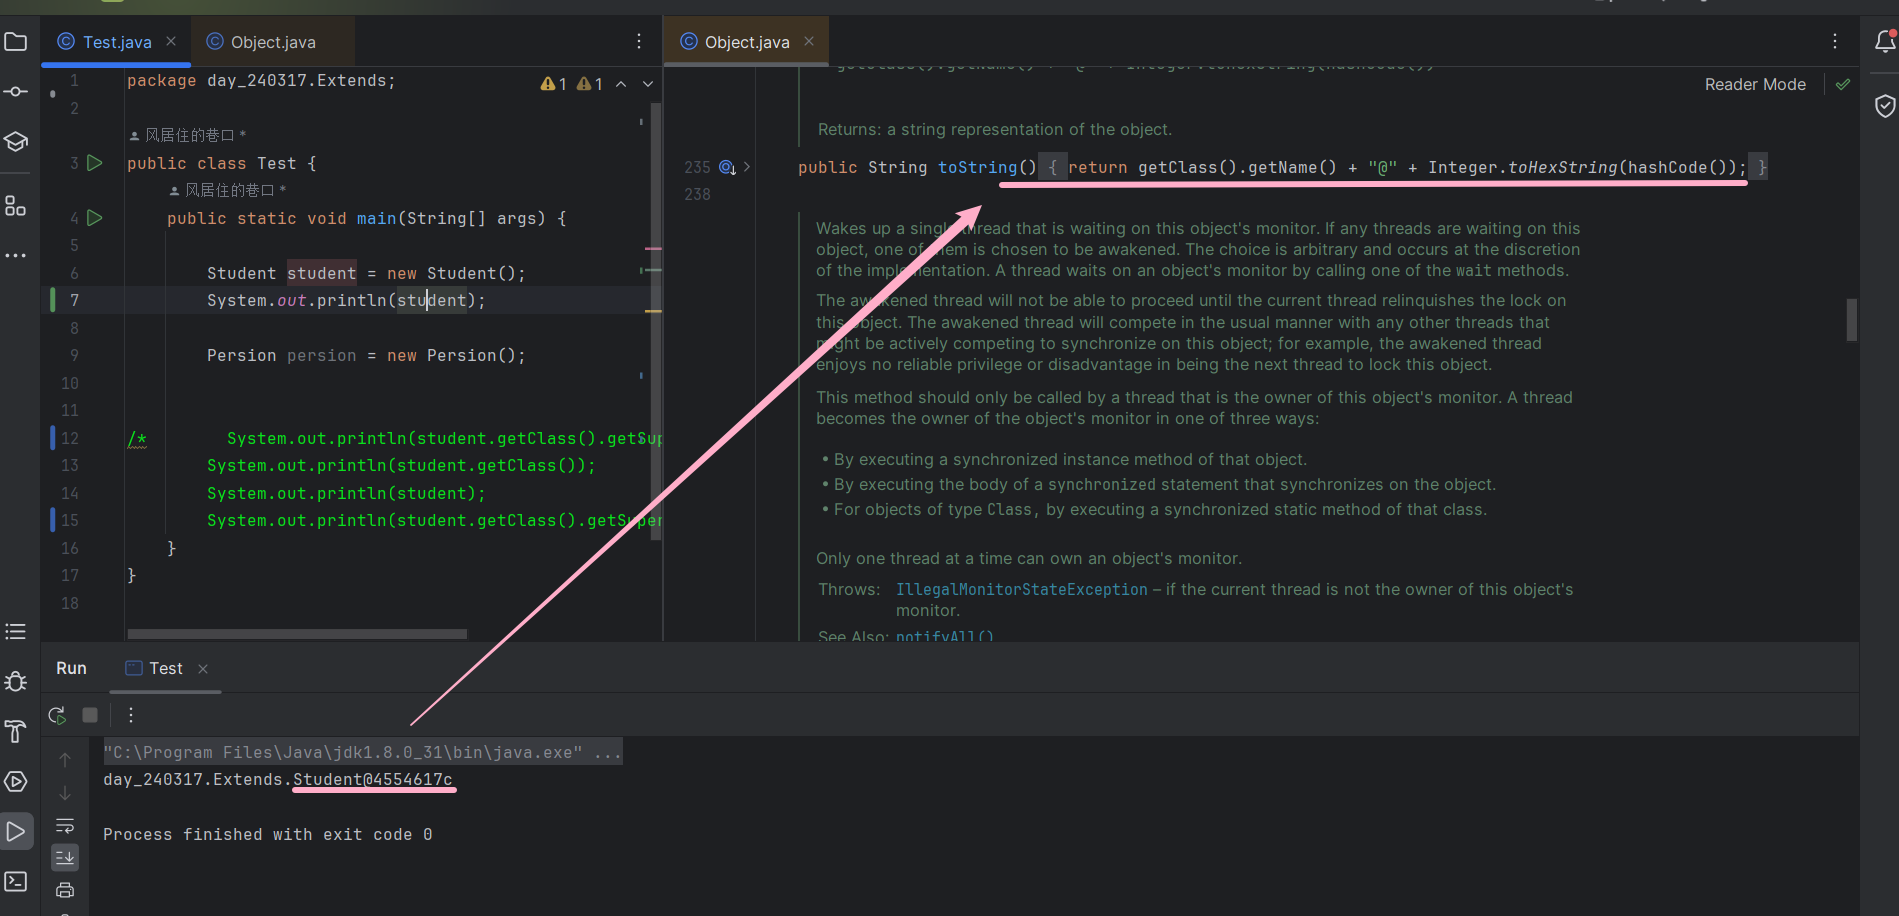 Test.java
Object.java
Object.java
1 package day_240317.Extends;
1 1
2
风居住的巷口 *
3 public class Test {
风居住的巷口 *
4 public static void main(String[] args) {
5
6 Student student = new Student();
7 System.out.println(student);
8
9 Persion persion = new Persion();
10
11
12 /* System.out.println(student.getClass().getSup
13 System.out.println(student.getClass());
14 System.out.println(student);
15 System.out.println(student.getClass().getSuper
16 }
17 }
18
Reader Mode
Returns: a string representation of the object.
235 public String toString() { return getClass().getName() + "@" + Integer.toHexString(hashCode()); }
238
Wakes up a single thread that is waiting on this object's monitor. If any threads are waiting on this
object, one of them is chosen to be awakened. The choice is arbitrary and occurs at the discretion
of the implementation. A thread waits on an object's monitor by calling one of the wait methods.
The awakened thread will not be able to proceed until the current thread relinquishes the lock on
this object. The awakened thread will compete in the usual manner with any other threads that
might be actively competing to synchronize on this object; for example, the awakened thread
enjoys no reliable privilege or disadvantage in being the next thread to lock this object.
This method should only be called by a thread that is the owner of this object's monitor. A thread
becomes the owner of the object's monitor in one of three ways:
• By executing a synchronized instance method of that object.
• By executing the body of a synchronized statement that synchronizes on the object.
• For objects of type Class, by executing a synchronized static method of that class.
Only one thread at a time can own an object's monitor.
Throws: IllegalMonitorStateException – if the current thread is not the owner of this object's
monitor.
See Also: notifyAll()
Run Test
"C:\Program Files\Java\jdk1.8.0_31\bin\java.exe" ...
day_240317.Extends.Student@4554617c
Process finished with exit code 0